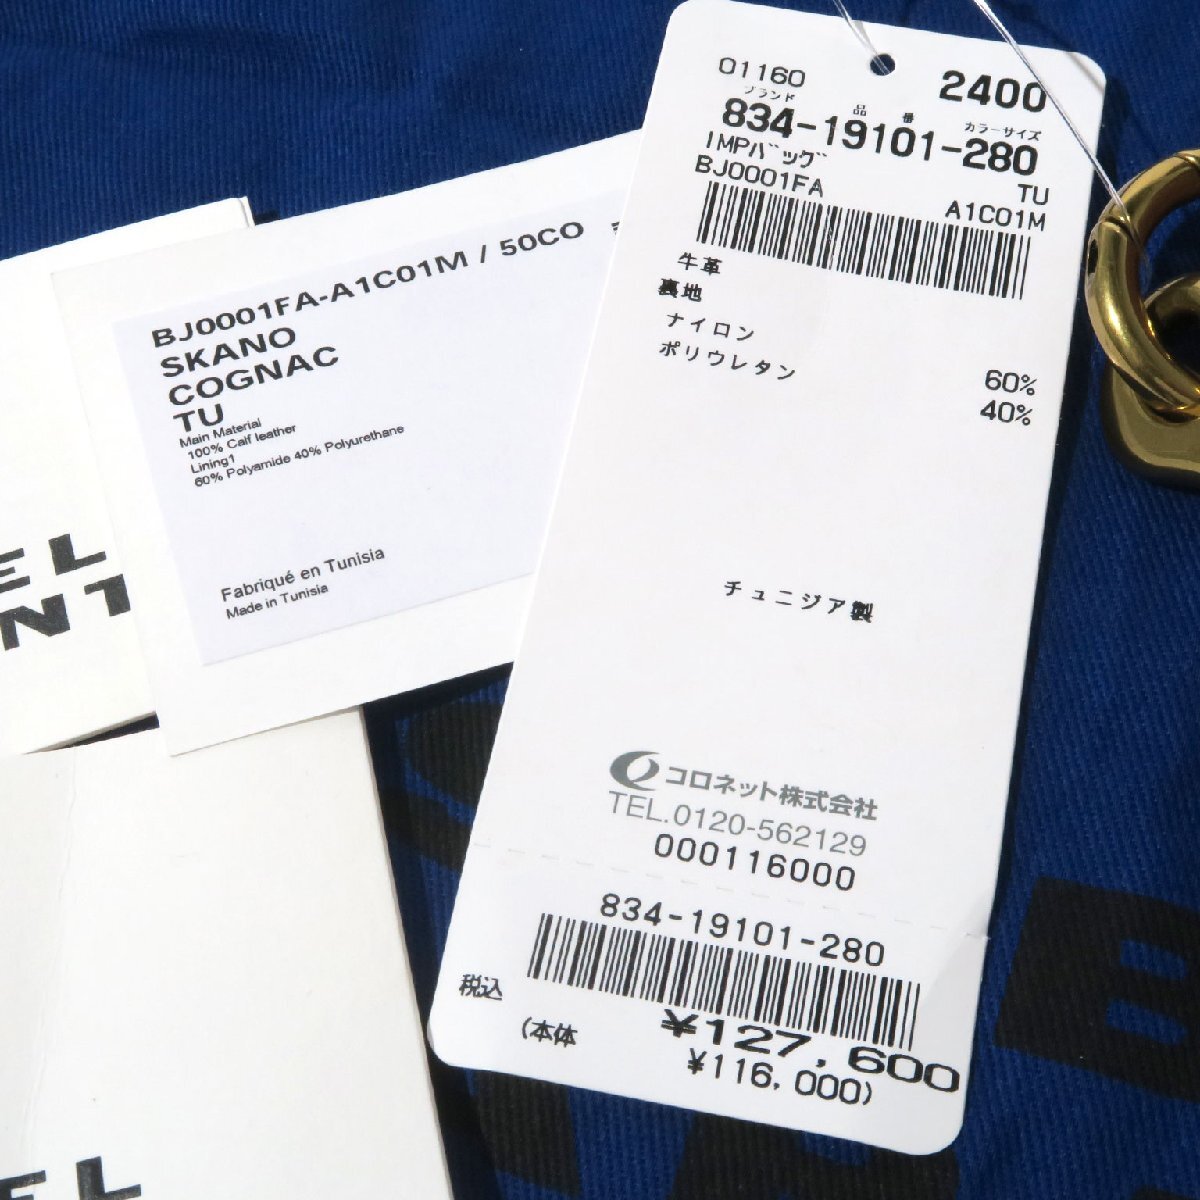 BJ0001FA-A1C01M / 50CO
SKANO
COGNAC
TU
Main Material
100% Calf leather
Lining1
60% Polyamide 40% Polyurethane
Fabriqué en Tunisia
Made in Tunisia
EL
NT
EL
01160
2400
ブランド 品番 カラーサイズ
834-19101-280
IMPバッグ TU
BJ0001FA A1C01M
牛革
裏地
ナイロン 60%
ポリウレタン 40%
チュニジア製
コロネット株式会社
TEL.0120-562129
000116000
834-19101-280
税込 ¥127,600
(本体 ¥116,000)